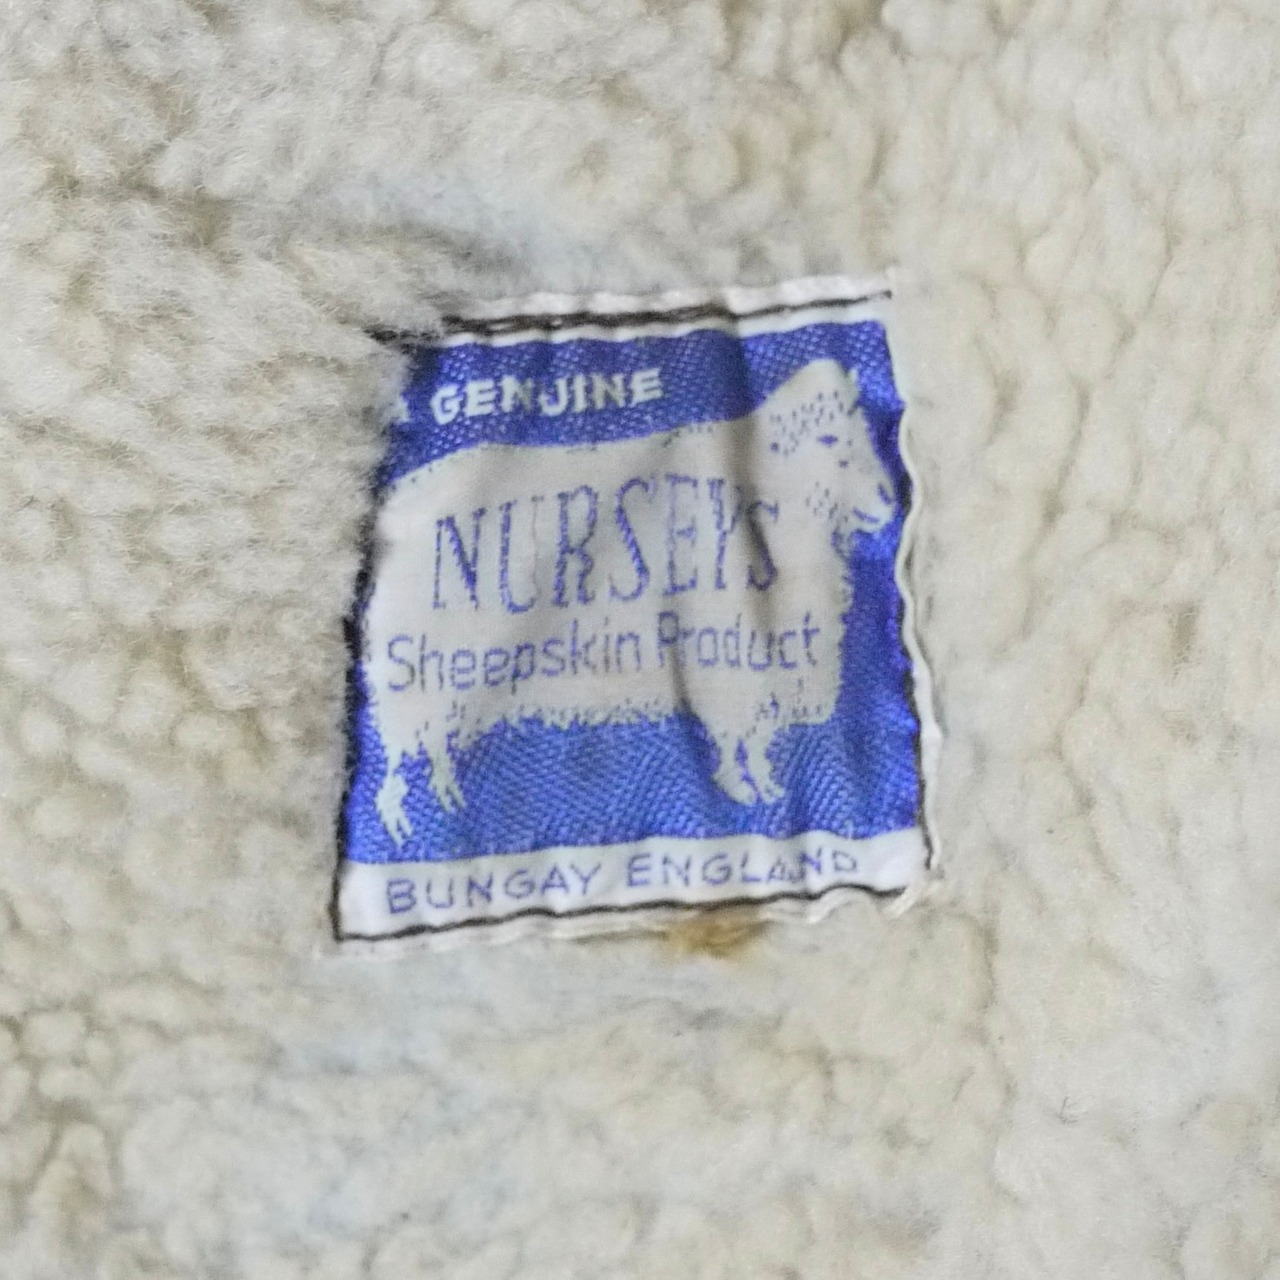 A GENUINE
NURSEYS
Sheepskin Product
BUNGAY ENGLAND